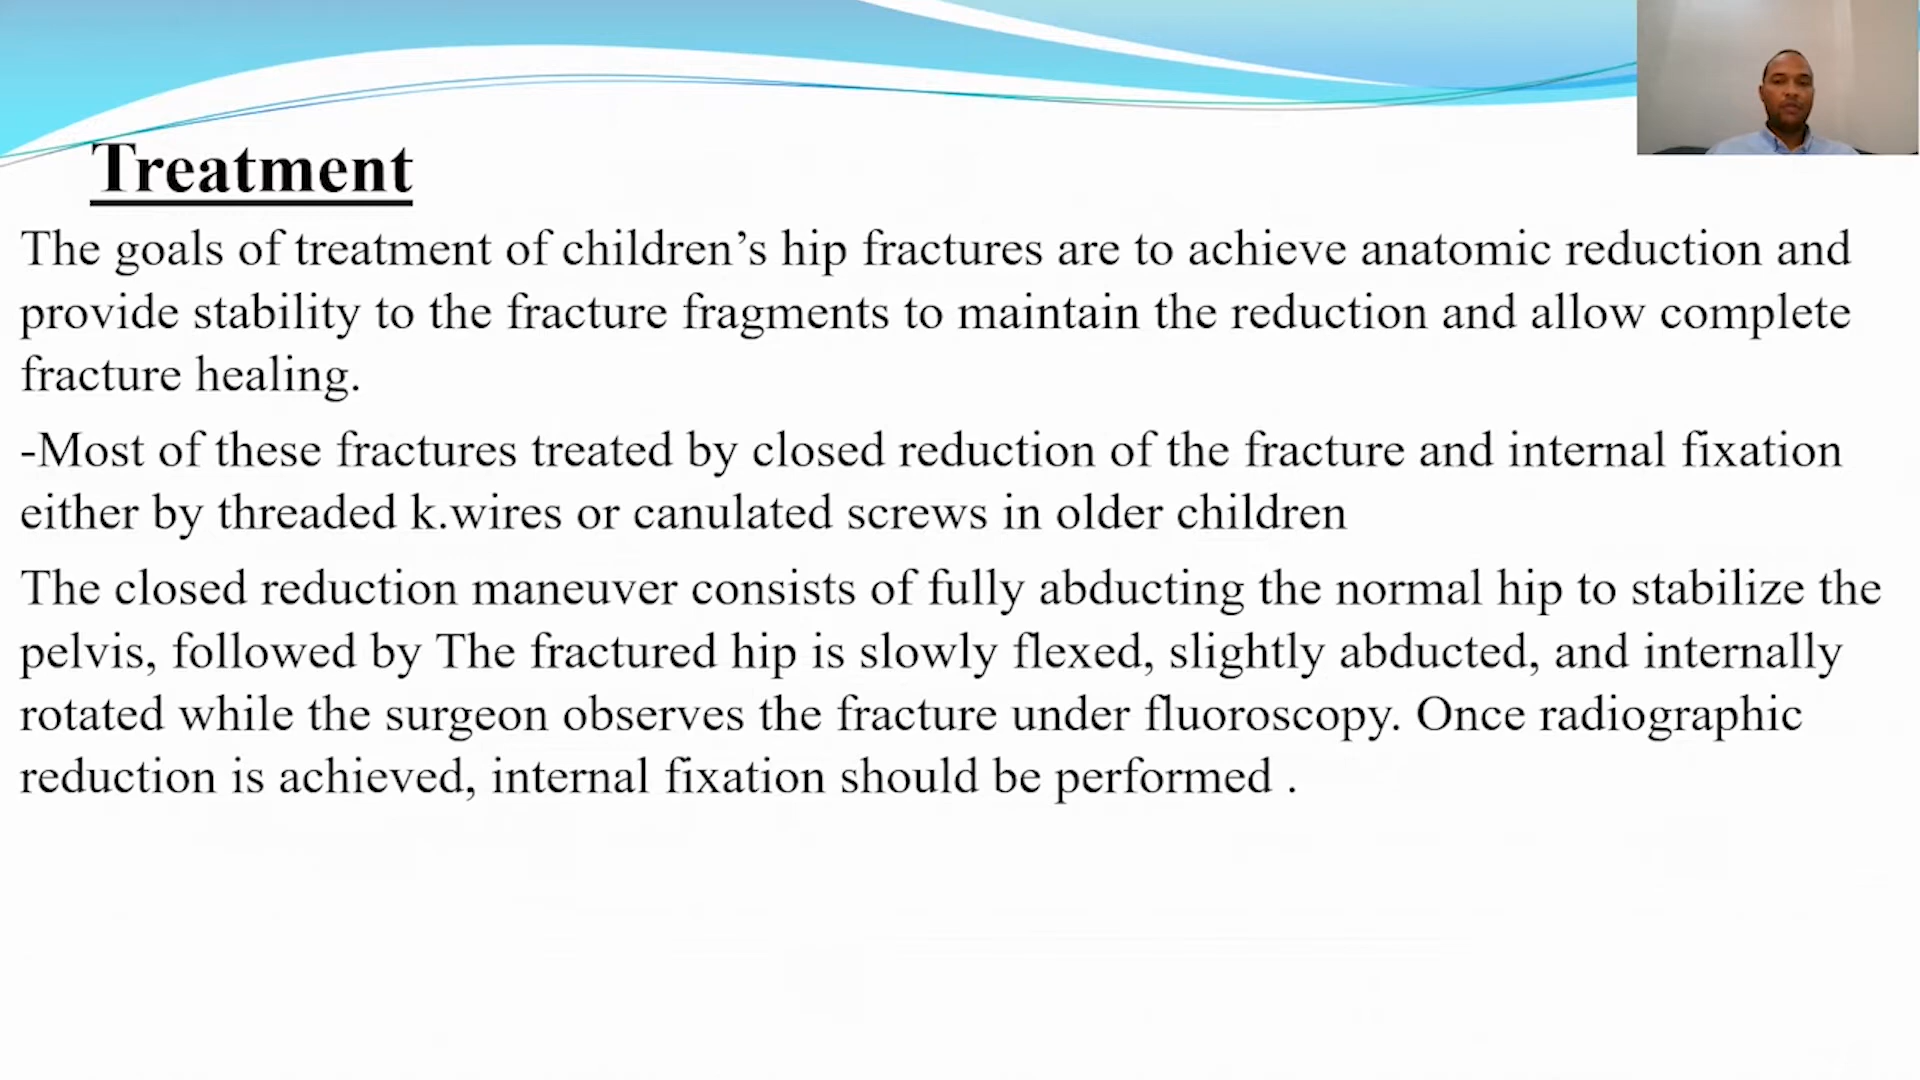 Treatment
The goals of treatment of children’s hip fractures are to achieve anatomic reduction and
provide stability to the fracture fragments to maintain the reduction and allow complete
fracture healing.
-Most of these fractures treated by closed reduction of the fracture and internal fixation
either by threaded k.wires or canulated screws in older children
The closed reduction maneuver consists of fully abducting the normal hip to stabilize the
pelvis, followed by The fractured hip is slowly flexed, slightly abducted, and internally
rotated while the surgeon observes the fracture under fluoroscopy. Once radiographic
reduction is achieved, internal fixation should be performed .